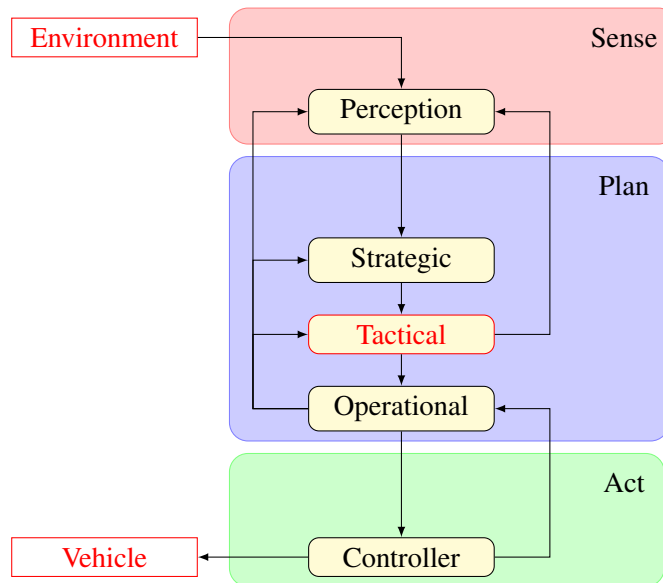 Environment
Sense
Perception
Plan
Strategic
Tactical
Operational
Act
Vehicle
Controller